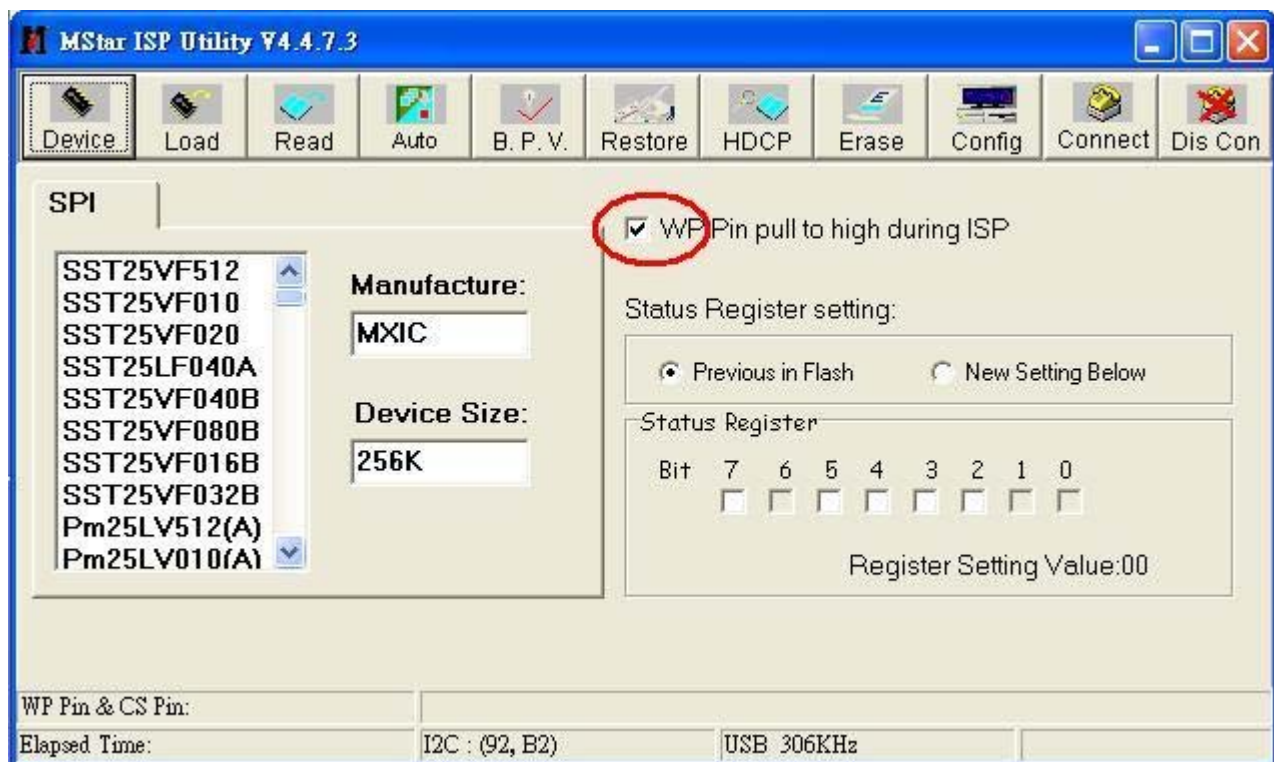 MStar ISP Utility V4.4.7.3
Device Load Read Auto B. P. V. Restore HDCP Erase Config Connect Dis Con
SPI
SST25VF512
SST25VF010
SST25VF020
SST25LF040A
SST25VF040B
SST25VF080B
SST25VF016B
SST25VF032B
Pm25LV512(A)
Pm25LV010(A)
Manufacture:
MXIC
Device Size:
256K
WP Pin pull to high during ISP
Status Register setting:
Previous in Flash New Setting Below
Status Register
Bit 7 6 5 4 3 2 1 0
Register Setting Value:00
WP Pin & CS Pin:
Elapsed Time: I2C : (92, B2) USB 306KHz